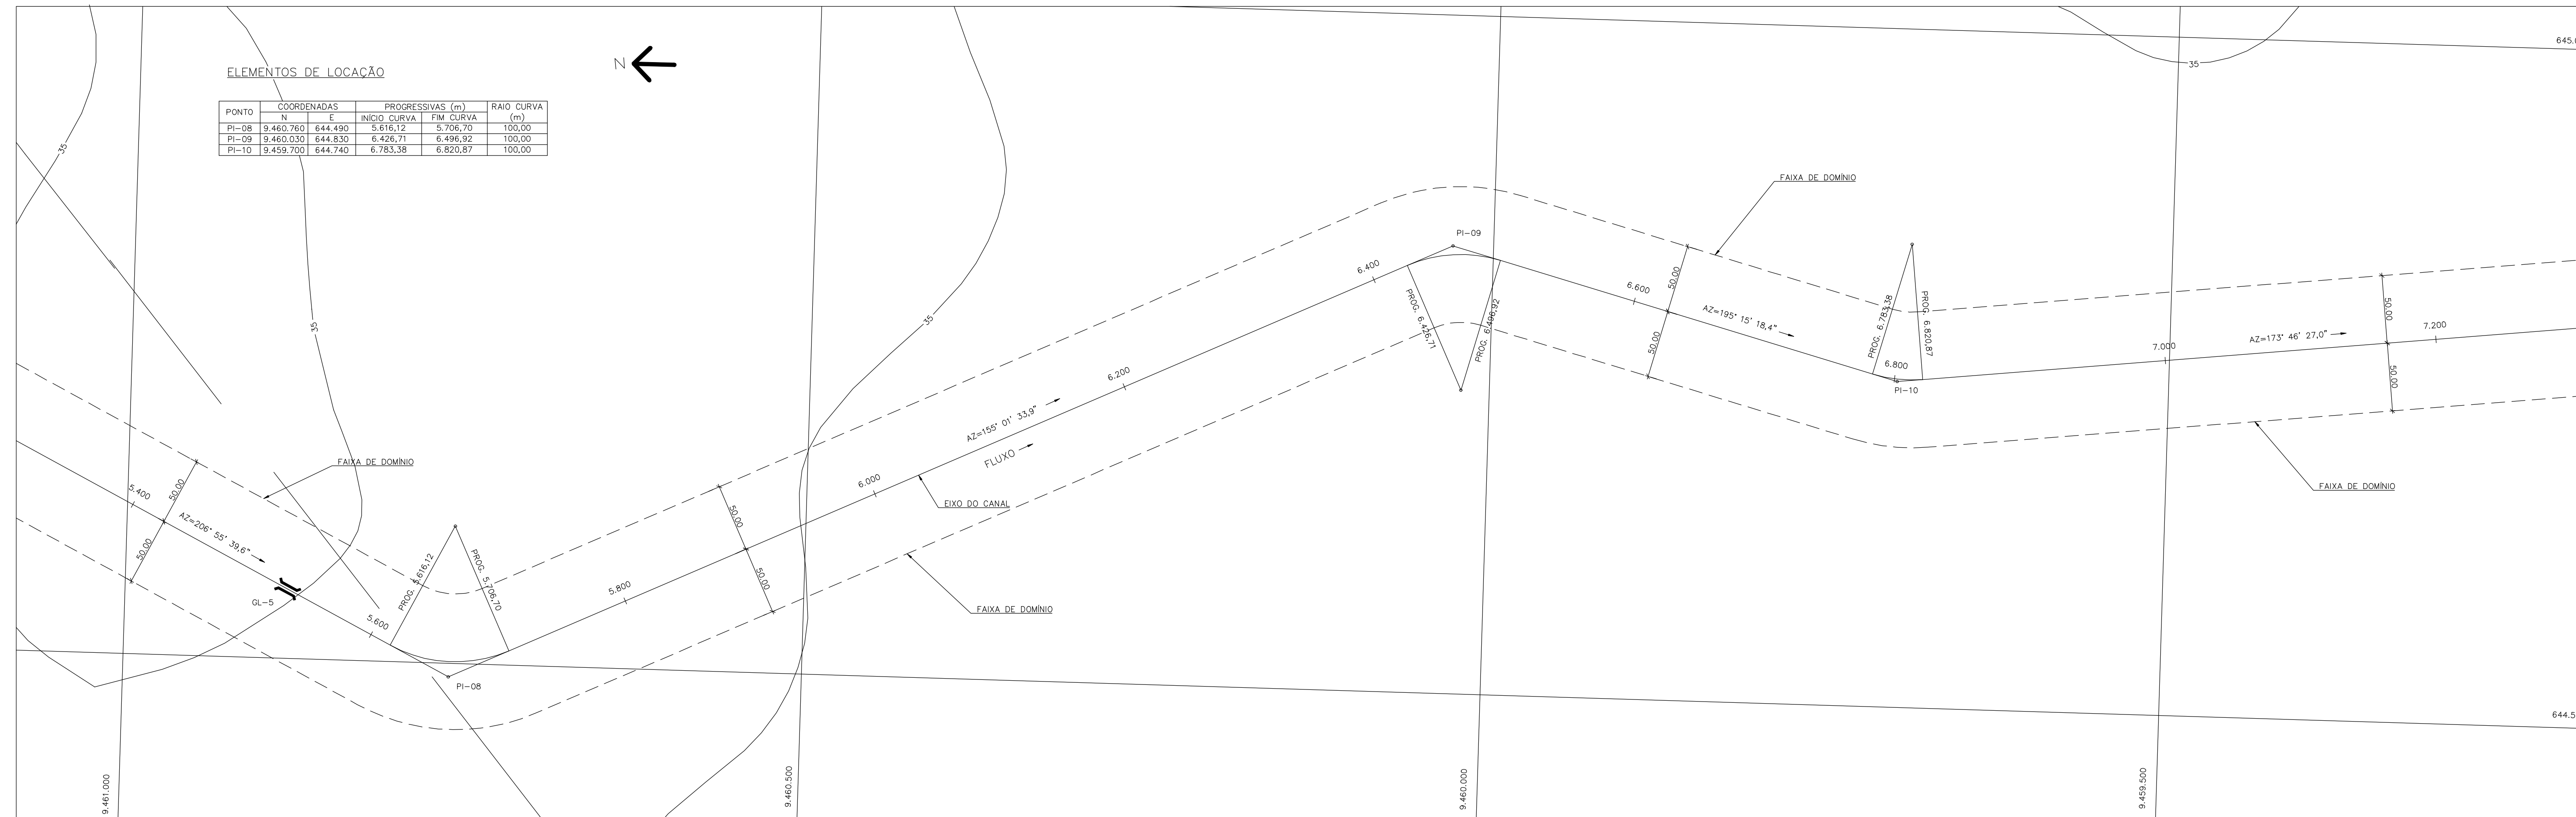 ELEMENTOS DE LOCAÇÃO
N
PONTO COORDENADAS PROGRESSIVAS (m) RAIO CURVA (m)
N E INÍCIO CURVA FIM CURVA
PI-08 9.460.760 644.490 5.616,12 5.706,70 100,00
PI-09 9.460.030 644.830 6.426,71 6.496,92 100,00
PI-10 9.459.700 644.740 6.783,38 6.820,87 100,00
645.0
35
35
35
35
FAIXA DE DOMÍNIO
PI-09
6.400
PROG. 6.426,71
PROG. 6.496,92
6.600
50.00
50.00
AZ=195° 15' 18,4"
PROG. 6.783,38
PROG. 6.820,87
6.800
PI-10
7.000
AZ=173° 46' 27,0"
7.200
50.00
50.00
6.200
AZ=155° 01' 33,9"
FLUXO
6.000
EIXO DO CANAL
FAIXA DE DOMÍNIO
FAIXA DE DOMÍNIO
5.400
50.00
50.00
AZ=206° 55' 39,6"
GL-5
5.600
PROG. 5.616,12
PROG. 5.706,70
PI-08
5.800
50.00
50.00
FAIXA DE DOMÍNIO
644.5
9.461.000
9.460.500
9.460.000
9.459.500